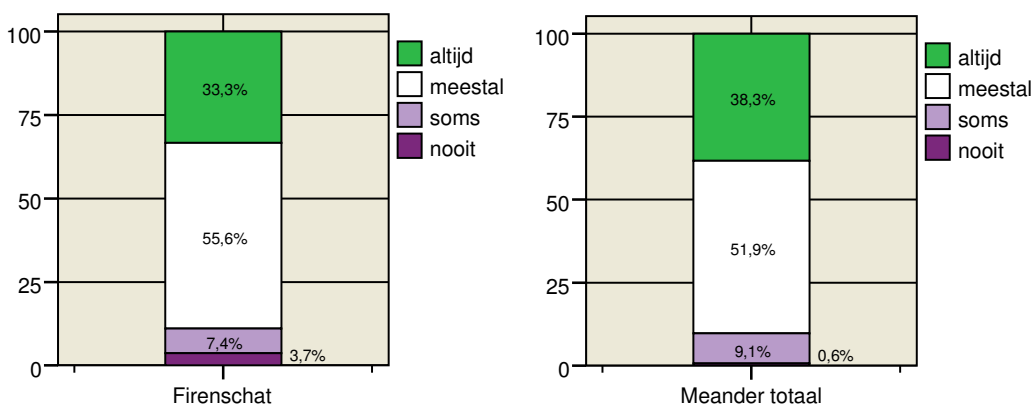 100
75
50
25
0
33,3%
55,6%
7,4%
3,7%
Firenschat
altijd
meestal
soms
nooit
100
75
50
25
0
38,3%
51,9%
9,1%
0,6%
Meander totaal
altijd
meestal
soms
nooit